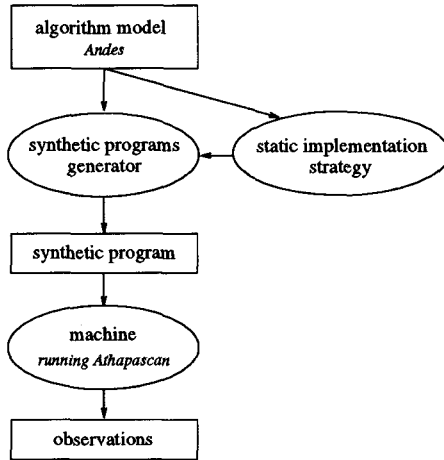 algorithm model
Andes
synthetic programs
generator
static implementation
strategy
synthetic program
machine
running Athapascan
observations